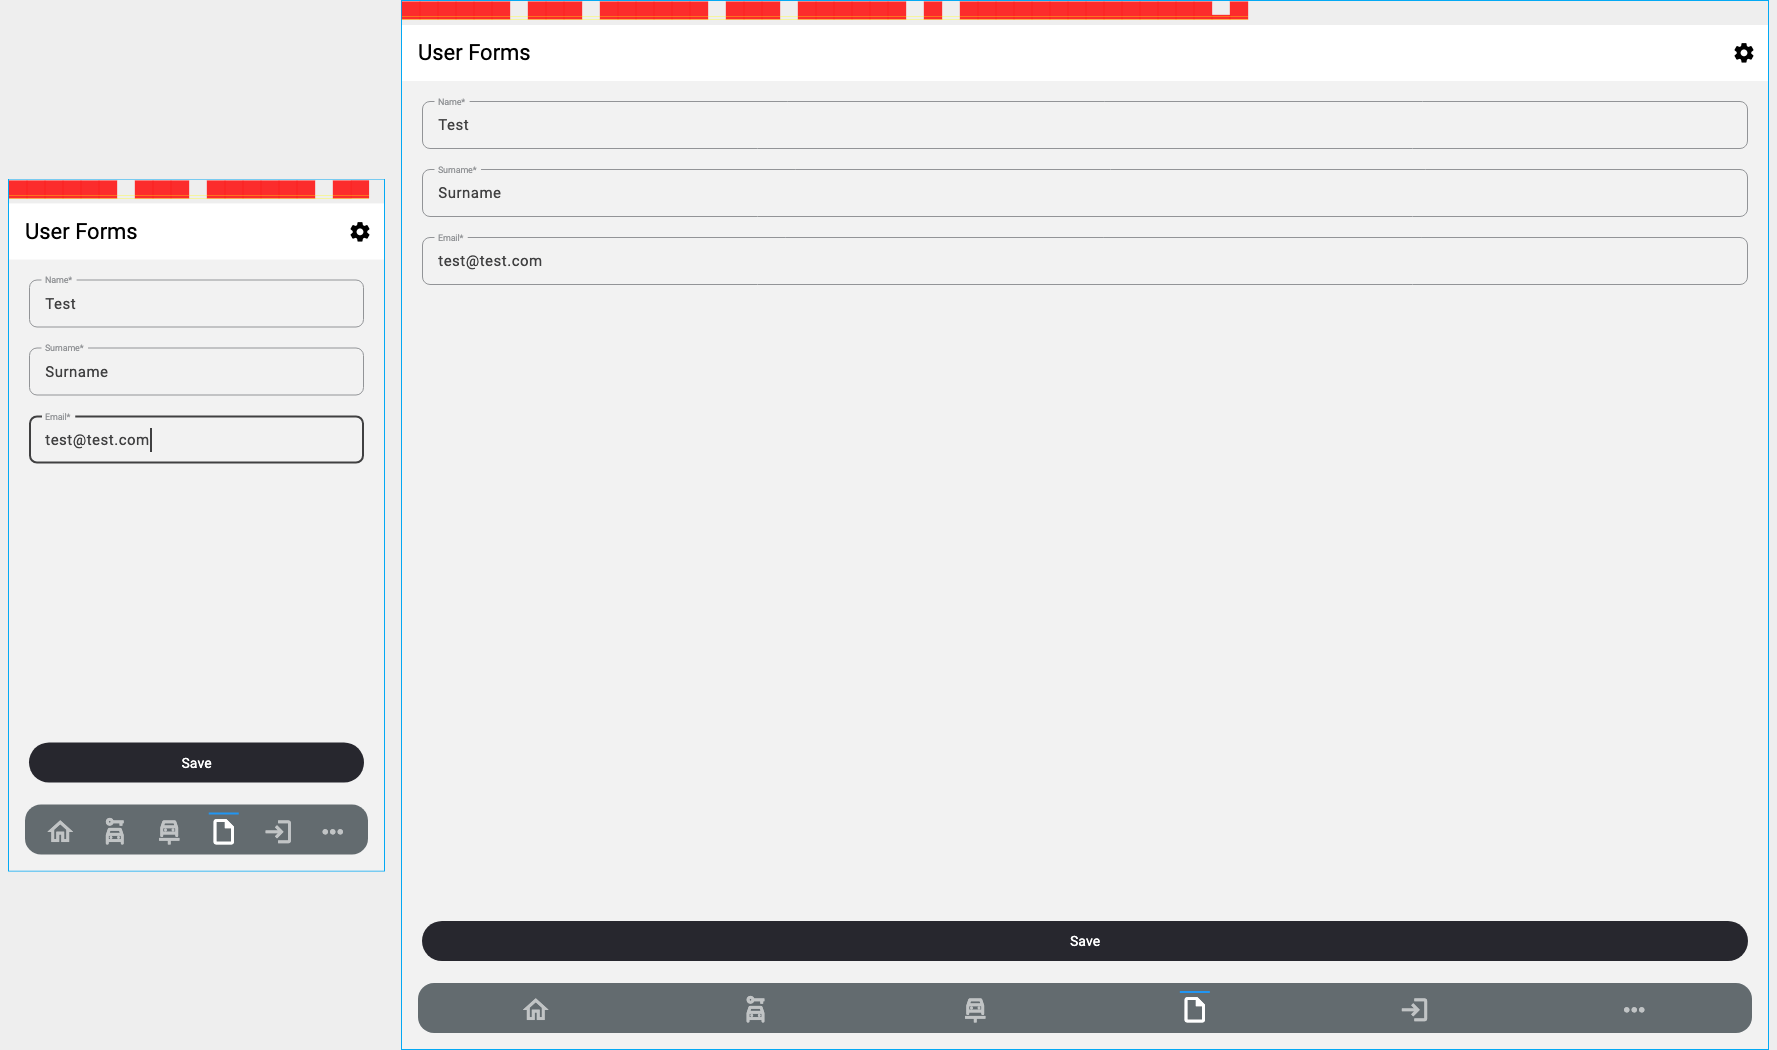 User Forms
Name*
Test
Surname*
Surname
Email*
test@test.com
Save
User Forms
Name*
Test
Surname*
Surname
Email*
test@test.com
Save